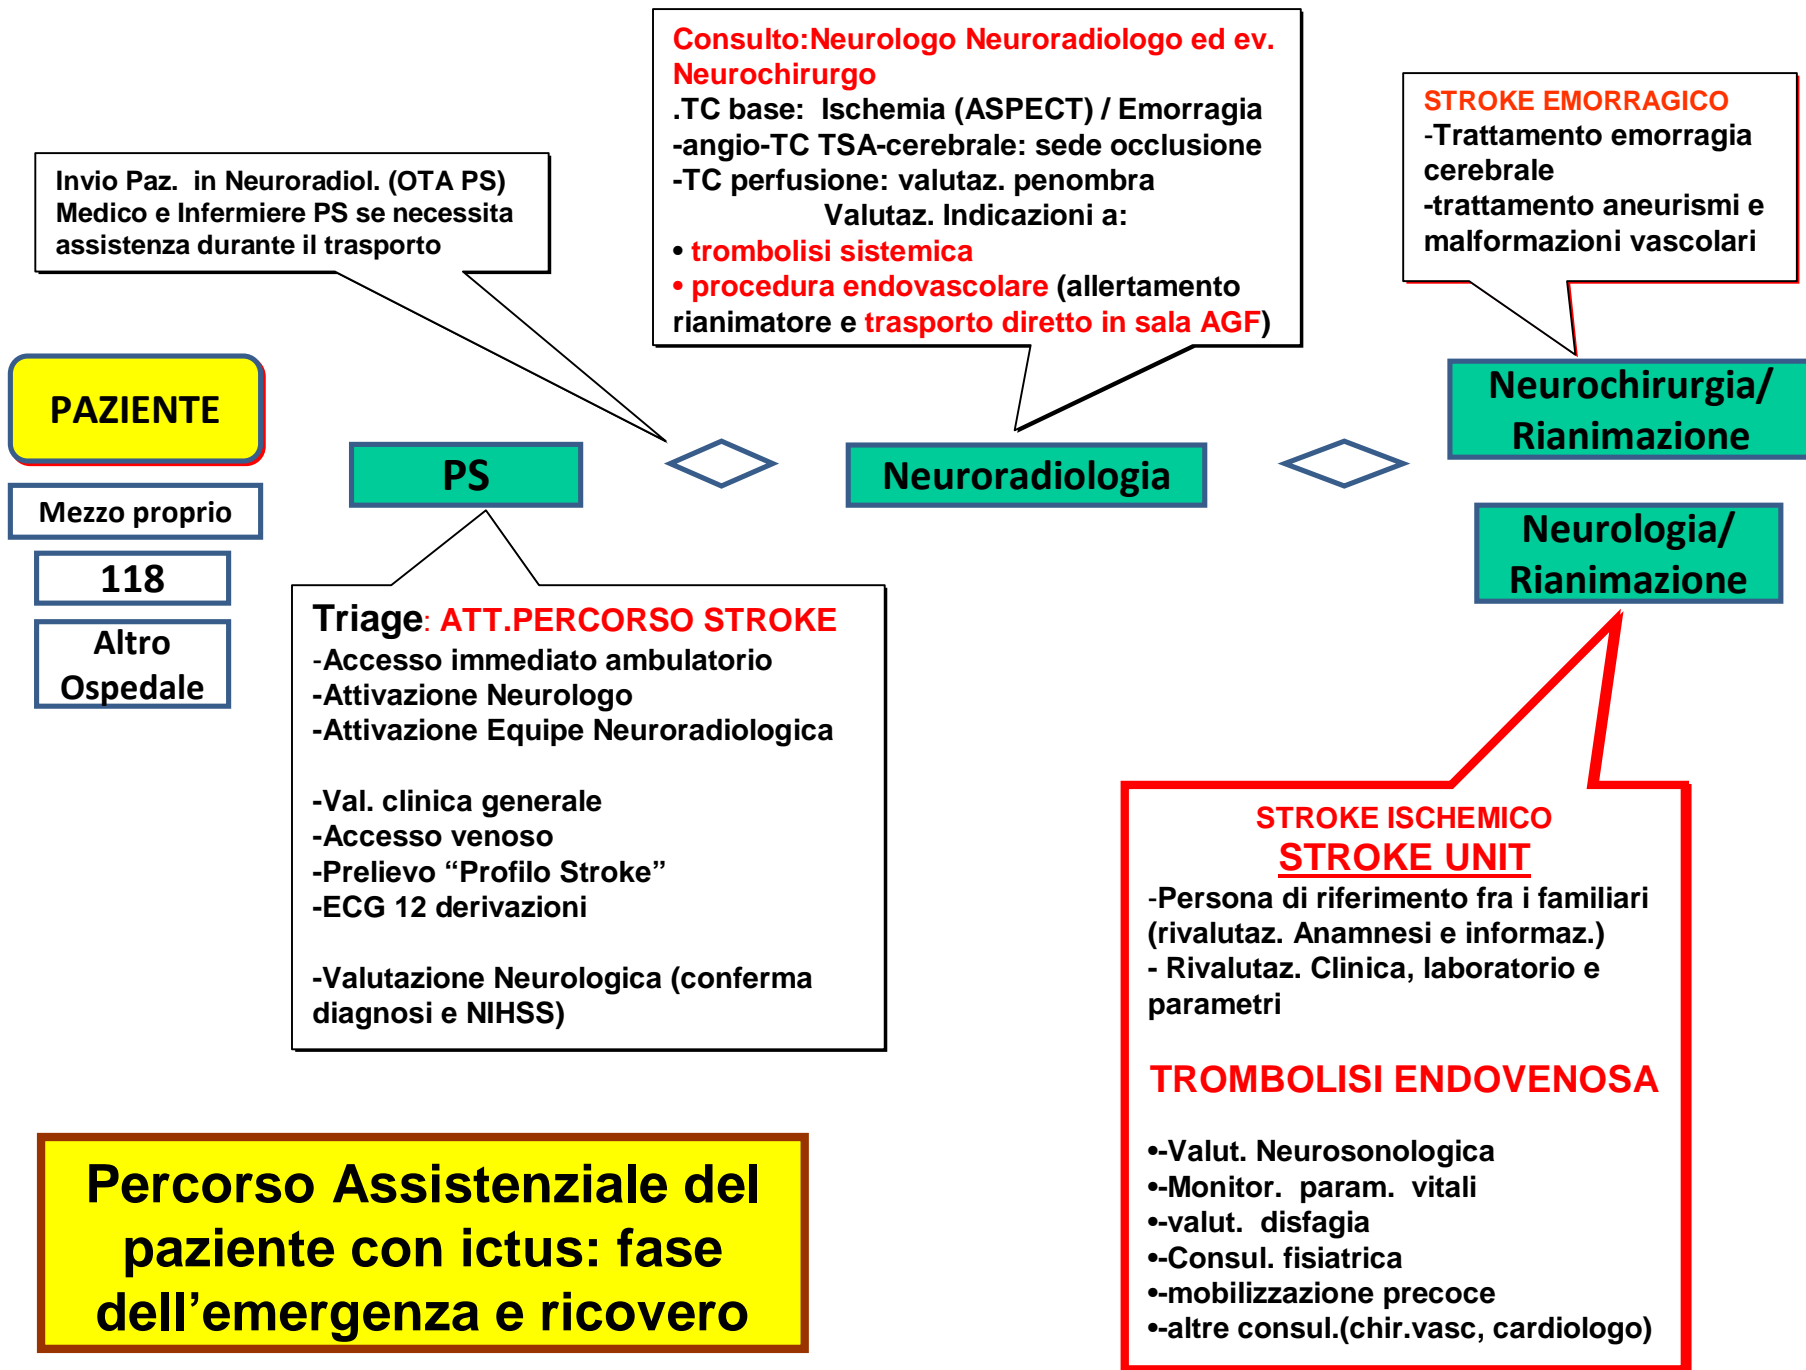 Consulto:Neurologo Neuroradiologo ed ev.
Neurochirurgo
.TC base: Ischemia (ASPECT) / Emorragia
-angio-TC TSA-cerebrale: sede occlusione
-TC perfusione: valutaz. penombra
Valutaz. Indicazioni a:
• trombolisi sistemica
• procedura endovascolare (allertamento
rianimatore e trasporto diretto in sala AGF)
STROKE EMORRAGICO
-Trattamento emorragia
cerebrale
-trattamento aneurismi e
malformazioni vascolari
Invio Paz. in Neuroradiol. (OTA PS)
Medico e Infermiere PS se necessita
assistenza durante il trasporto
PAZIENTE
Mezzo proprio
118
Altro
Ospedale
PS
Neuroradiologia
Neurochirurgia/
Rianimazione
Neurologia/
Rianimazione
Triage: ATT.PERCORSO STROKE
-Accesso immediato ambulatorio
-Attivazione Neurologo
-Attivazione Equipe Neuroradiologica
-Val. clinica generale
-Accesso venoso
-Prelievo “Profilo Stroke”
-ECG 12 derivazioni
-Valutazione Neurologica (conferma
diagnosi e NIHSS)
STROKE ISCHEMICO
STROKE UNIT
-Persona di riferimento fra i familiari
(rivalutaz. Anamnesi e informaz.)
- Rivalutaz. Clinica, laboratorio e
parametri
TROMBOLISI ENDOVENOSA
•-Valut. Neurosonologica
•-Monitor. param. vitali
•-valut. disfagia
•-Consul. fisiatrica
•-mobilizzazione precoce
•-altre consul.(chir.vasc, cardiologo)
Percorso Assistenziale del
paziente con ictus: fase
dell’emergenza e ricovero